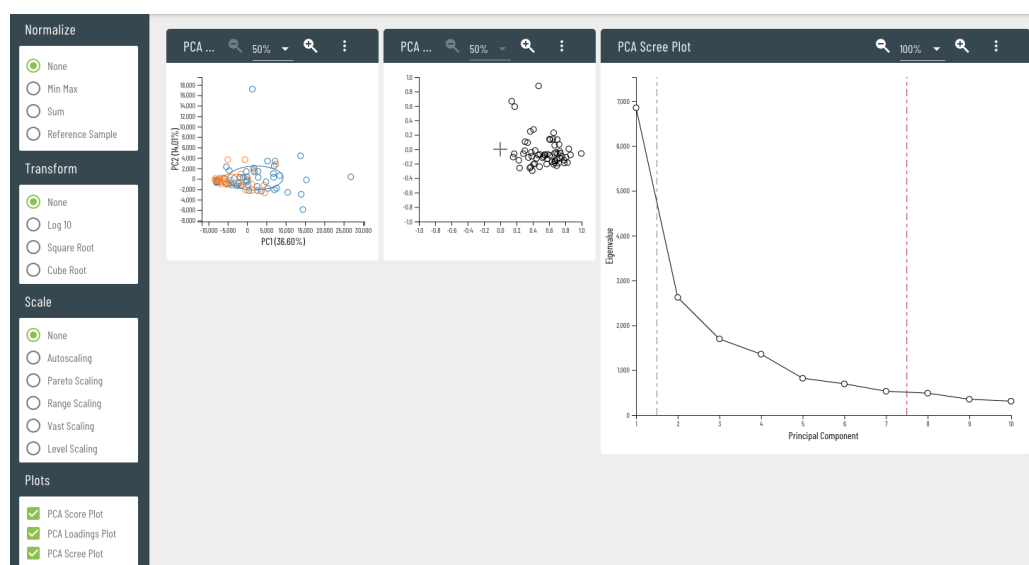 Normalize
None
Min Max
Sum
Reference Sample
Transform
None
Log 10
Square Root
Cube Root
Scale
None
Autoscaling
Pareto Scaling
Range Scaling
Vast Scaling
Level Scaling
Plots
PCA Score Plot
PCA Loadings Plot
PCA Scree Plot
PCA ... 50%
18,000
16,000
14,000
12,000
10,000
8,000
6,000
4,000
2,000
0
-2,000
-4,000
-6,000
-8,000
PC2 (14.01%)
-10,000 -5,000 0 5,000 10,000 15,000 20,000 25,000 30,000
PC1 (36.60%)
PCA ... 50%
1.0
0.8
0.6
0.4
0.2
0.0
-0.2
-0.4
-0.6
-0.8
-1.0
-1.0 -0.8 -0.6 -0.4 -0.2 0.0 0.2 0.4 0.6 0.8 1.0
PCA Scree Plot 100%
7,000
6,000
5,000
4,000
3,000
2,000
1,000
0
Eigenvalue
1 2 3 4 5 6 7 8 9 10
Principal Component